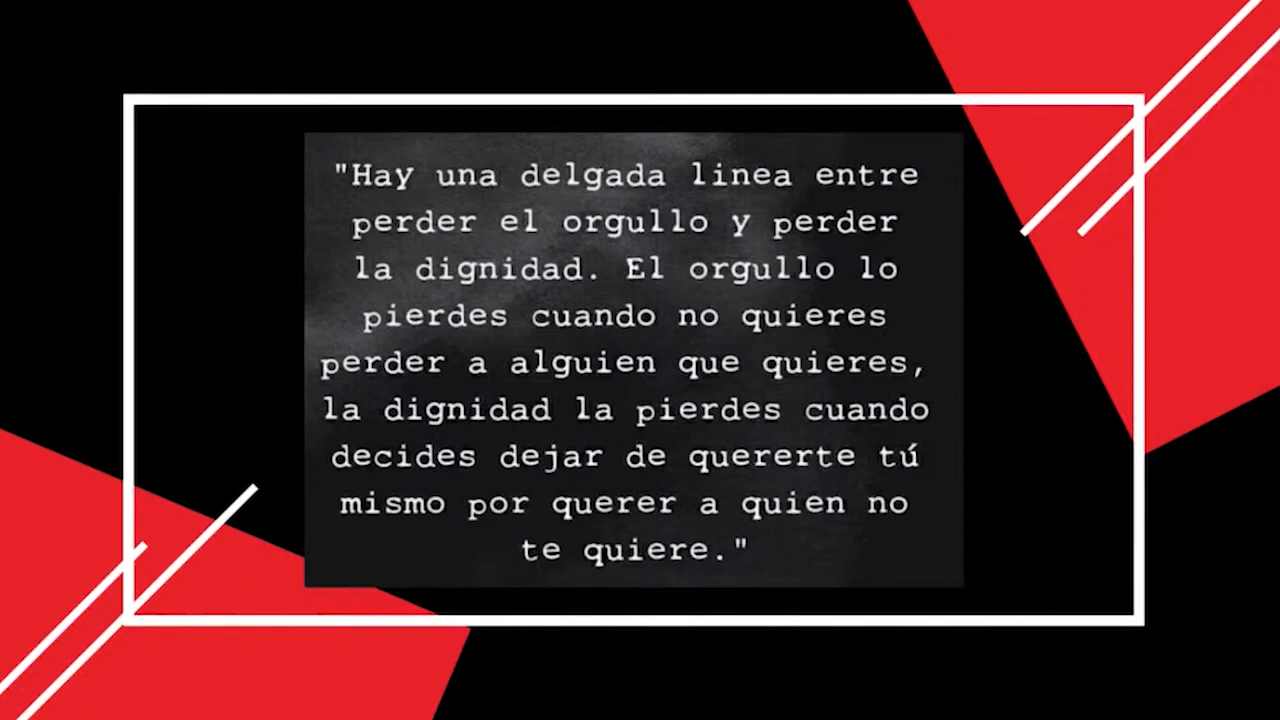 "Hay una delgada linea entre
perder el orgullo y perder
la dignidad. El orgullo lo
pierdes cuando no quieres
perder a alguien que quieres,
la dignidad la pierdes cuando
decides dejar de quererte tú
mismo por querer a quien no
te quiere."